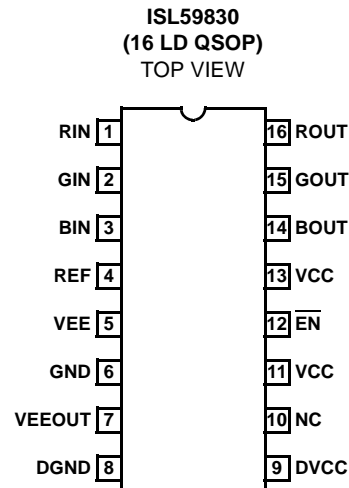 ISL59830
(16 LD QSOP)
TOP VIEW
RIN 1 16 ROUT
GIN 2 15 GOUT
BIN 3 14 BOUT
REF 4 13 VCC
VEE 5 12 E̅N̅
GND 6 11 VCC
VEEOUT 7 10 NC
DGND 8 9 DVCC